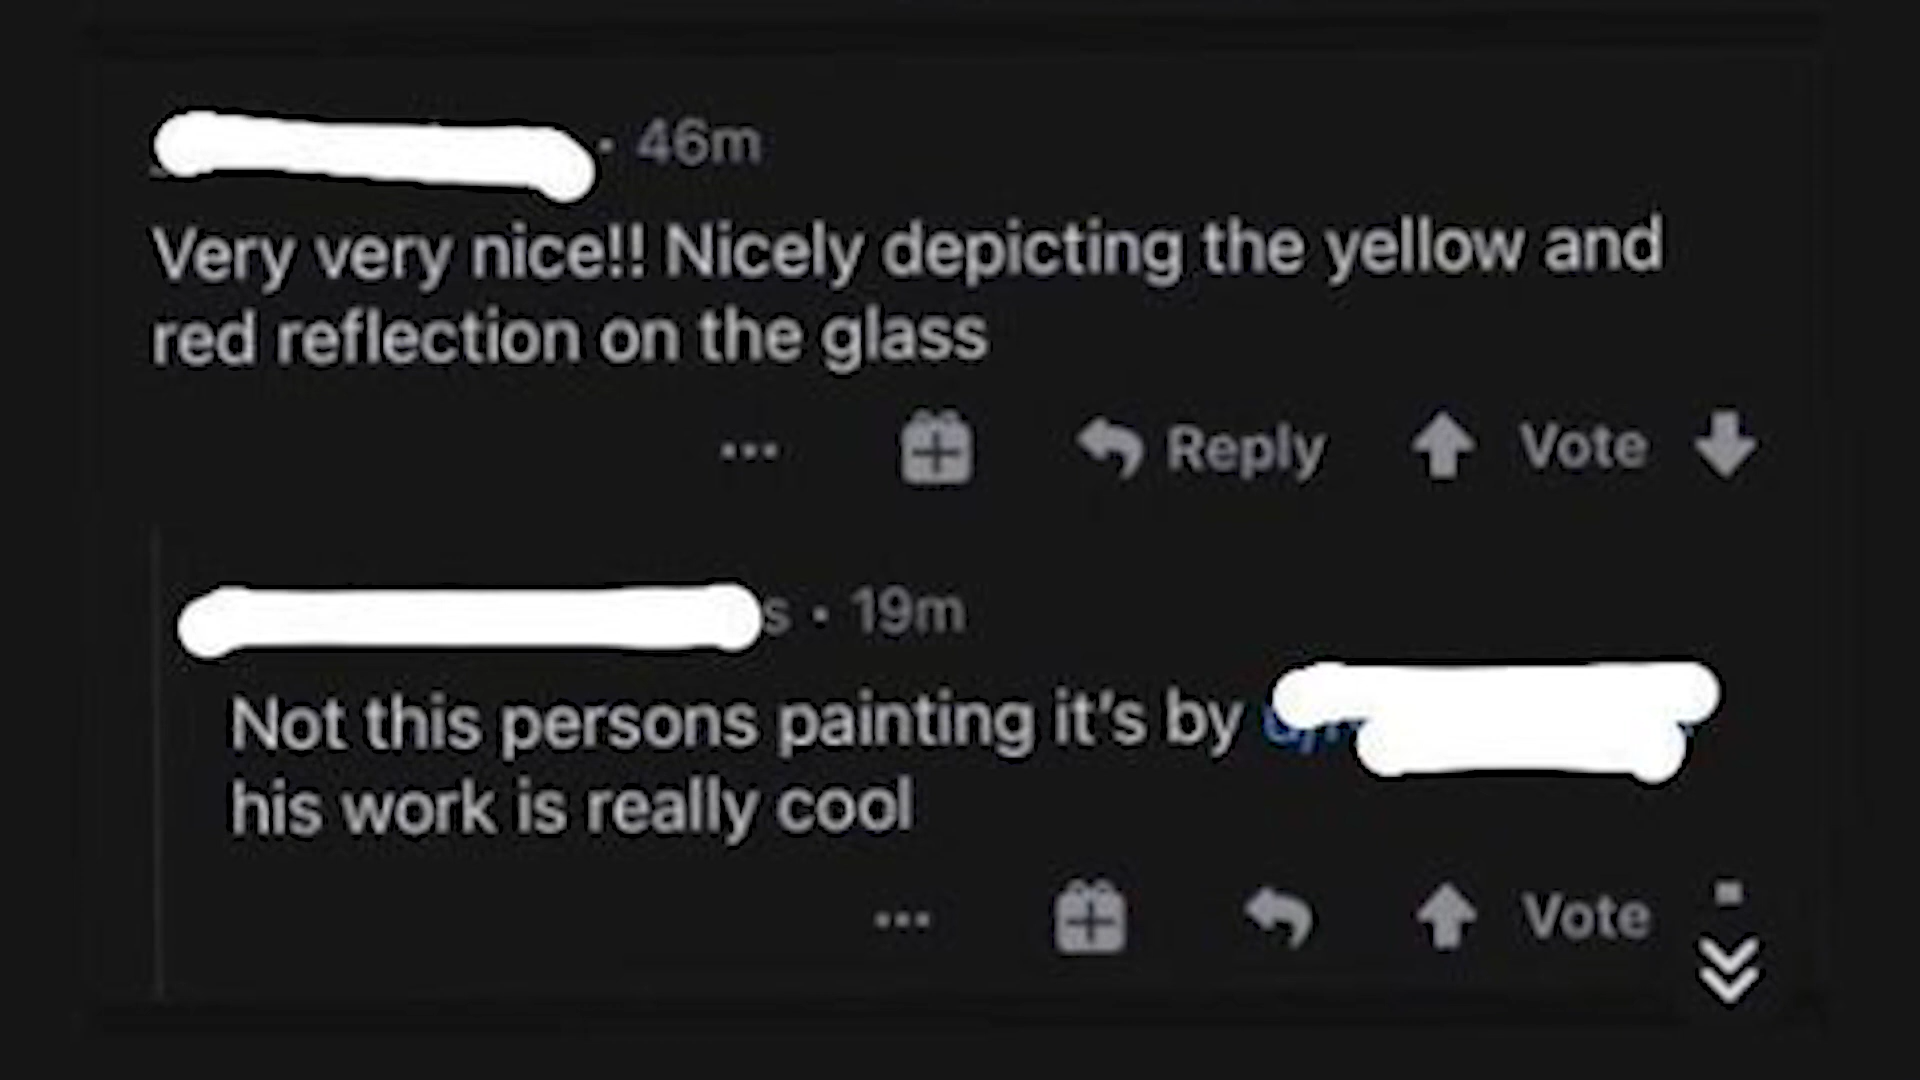 · 46m
Very very nice!! Nicely depicting the yellow and
red reflection on the glass
... Reply Vote
s · 19m
Not this persons painting it's by
his work is really cool
... Vote